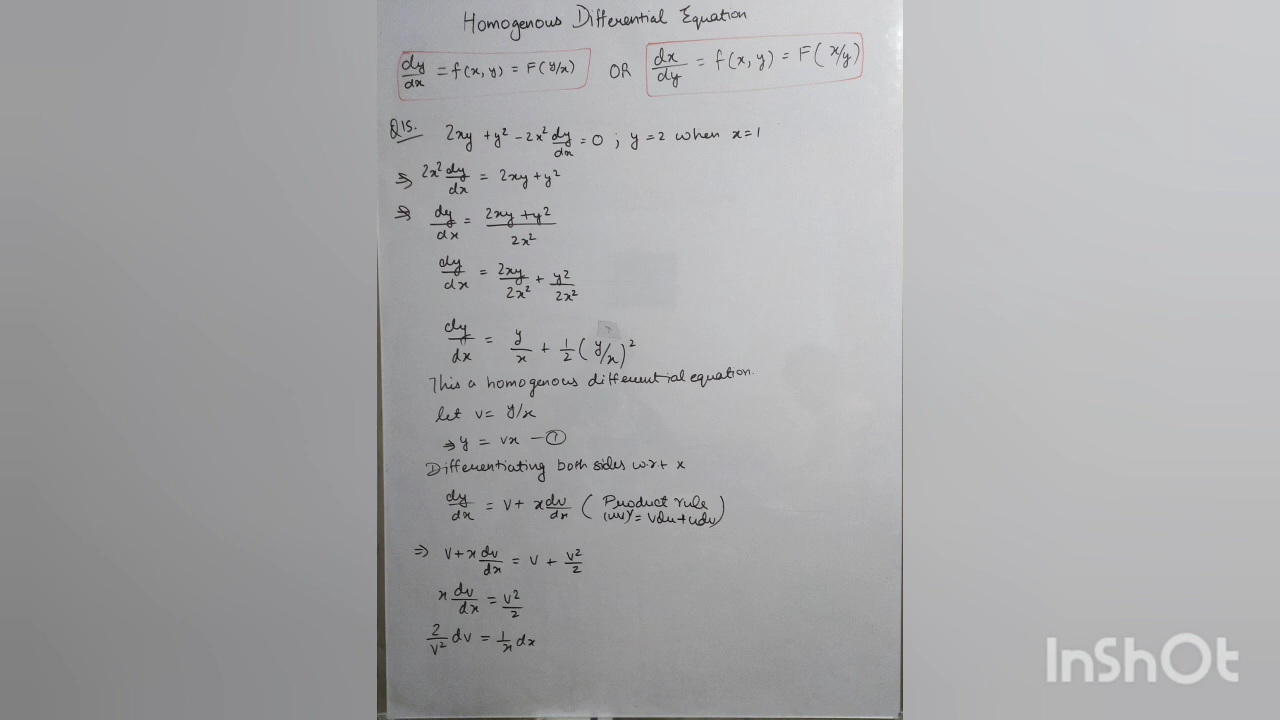 Homogenous Differential Equation
dy/dx = f(x, y) = F(y/x) OR dx/dy = f(x, y) = F(x/y)
Q15. 2xy + y² - 2x² dy/dx = 0 ; y = 2 when x = 1
⇒ 2x² dy/dx = 2xy + y²
⇒ dy/dx = (2xy + y²)/2x²
dy/dx = 2xy/2x² + y²/2x²
dy/dx = y/x + 1/2 (y/x)²
This a homogenous differential equation.
let v = y/x
⇒ y = vx — ①
Differentiating both sides w.r.t x
dy/dx = v + x dv/dx ( Product rule
(uv)' = vdu + udv )
⇒ v + x dv/dx = v + v²/2
x dv/dx = v²/2
2/v² dv = 1/x dx
InShOt